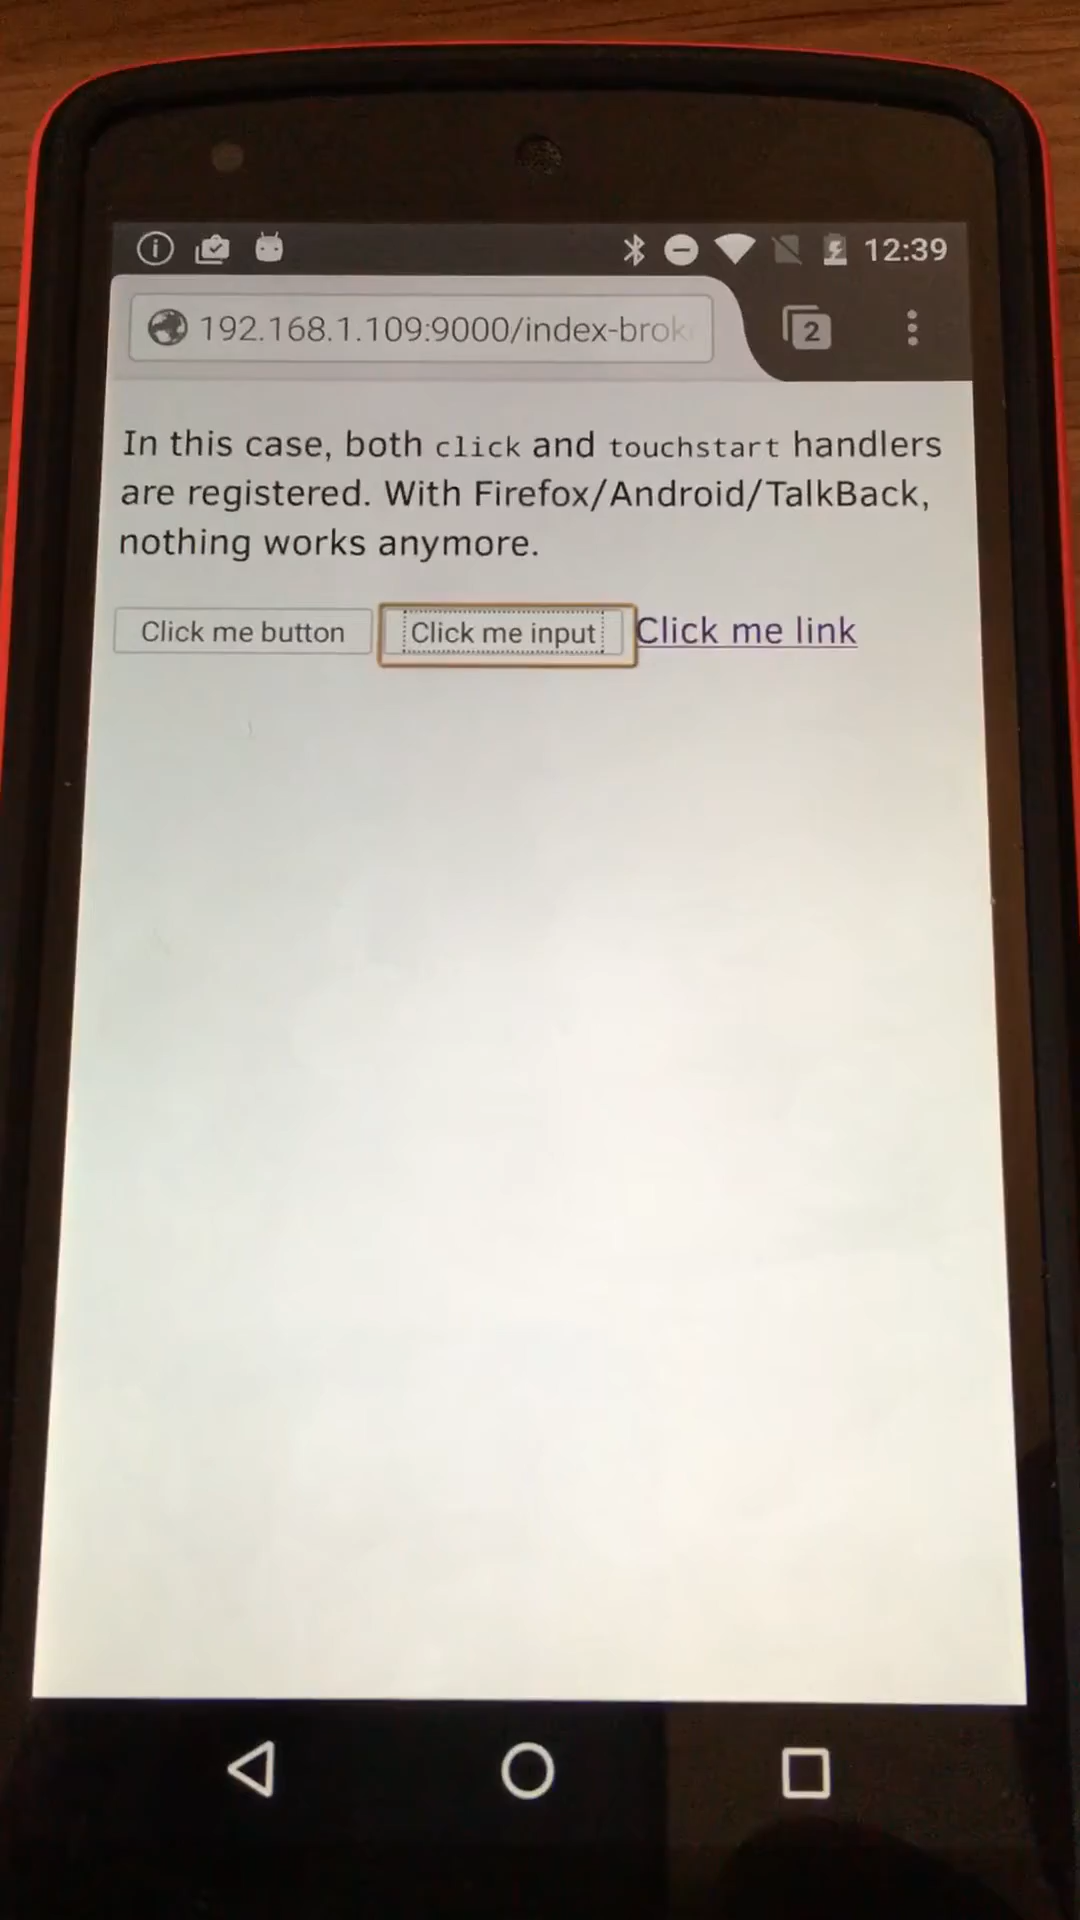 12:39
192.168.1.109:9000/index-brok
2
In this case, both click and touchstart handlers
are registered. With Firefox/Android/TalkBack,
nothing works anymore.
Click me button Click me input Click me link